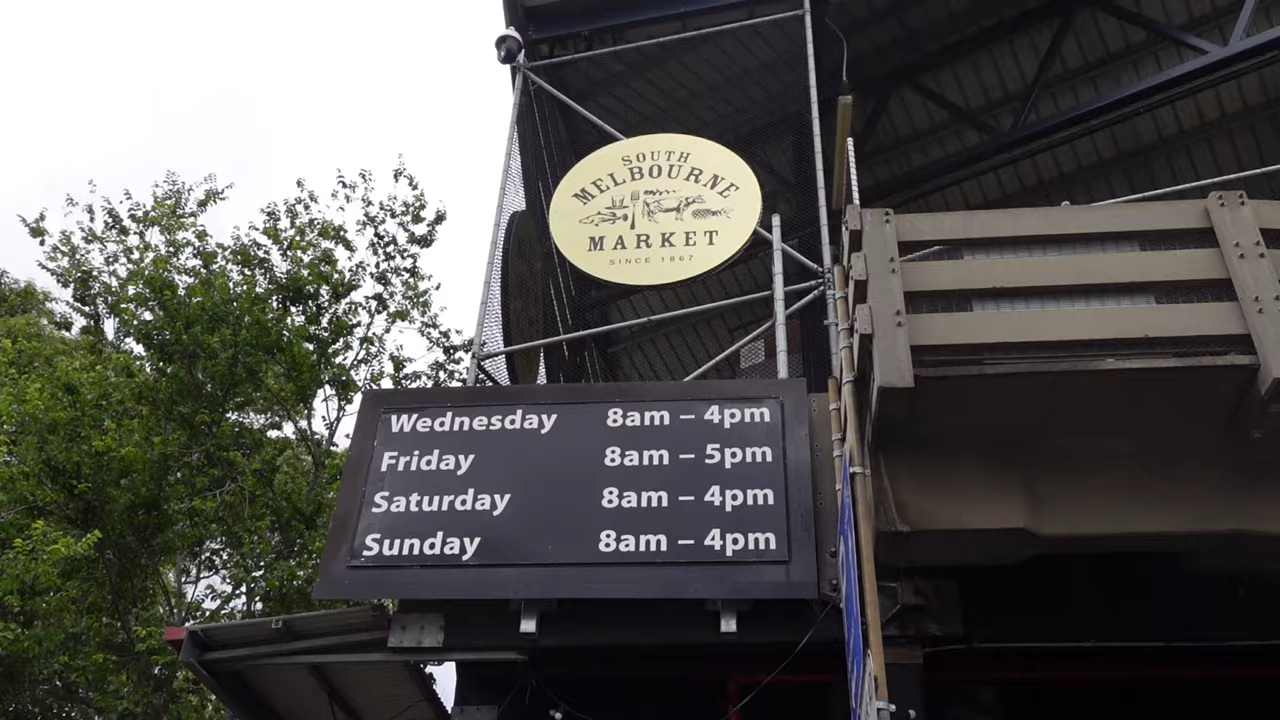 SOUTH
MELBOURNE
MARKET
SINCE 1867
Wednesday 8am – 4pm
Friday 8am – 5pm
Saturday 8am – 4pm
Sunday 8am – 4pm